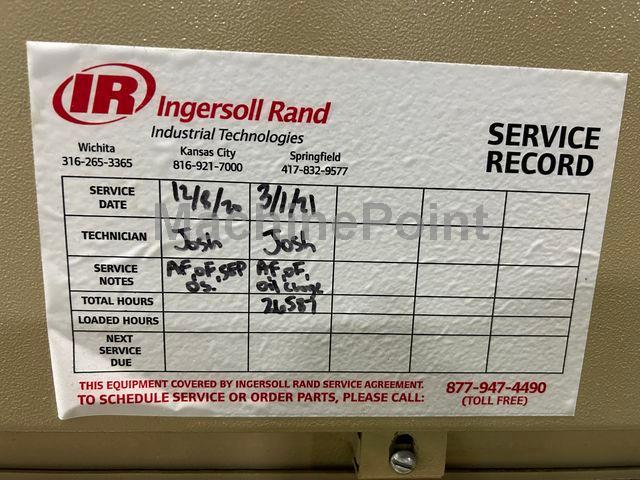 IR Ingersoll Rand
Industrial Technologies
SERVICE RECORD
Wichita
316-265-3365
Kansas City
816-921-7000
Springfield
417-832-9577
SERVICE DATE 12/8/20 3/1/21
MachinePoint
TECHNICIAN Josh Josh
SERVICE NOTES AF, OF, SEP AF, OF,
O.S. oil change
TOTAL HOURS 26587
LOADED HOURS
NEXT SERVICE DUE
THIS EQUIPMENT COVERED BY INGERSOLL RAND SERVICE AGREEMENT.
TO SCHEDULE SERVICE OR ORDER PARTS, PLEASE CALL:
877-947-4490
(TOLL FREE)